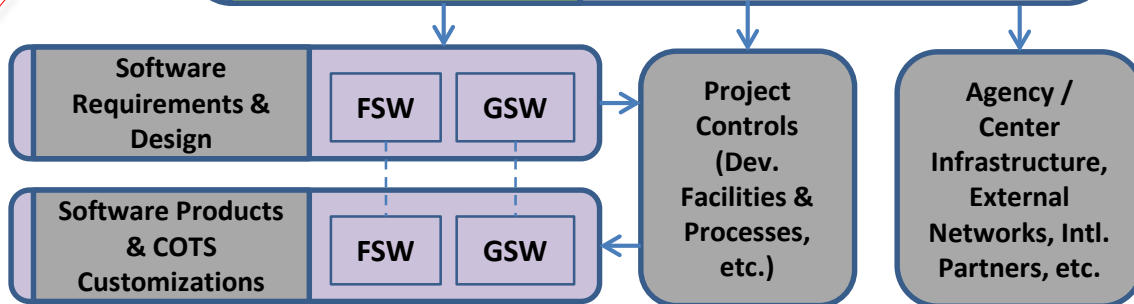 Software
Requirements &
Design
FSW
GSW
Project
Controls
(Dev.
Facilities &
Processes,
etc.)
Agency /
Center
Infrastructure,
External
Networks, Intl.
Partners, etc.
Software Products
& COTS
Customizations
FSW
GSW